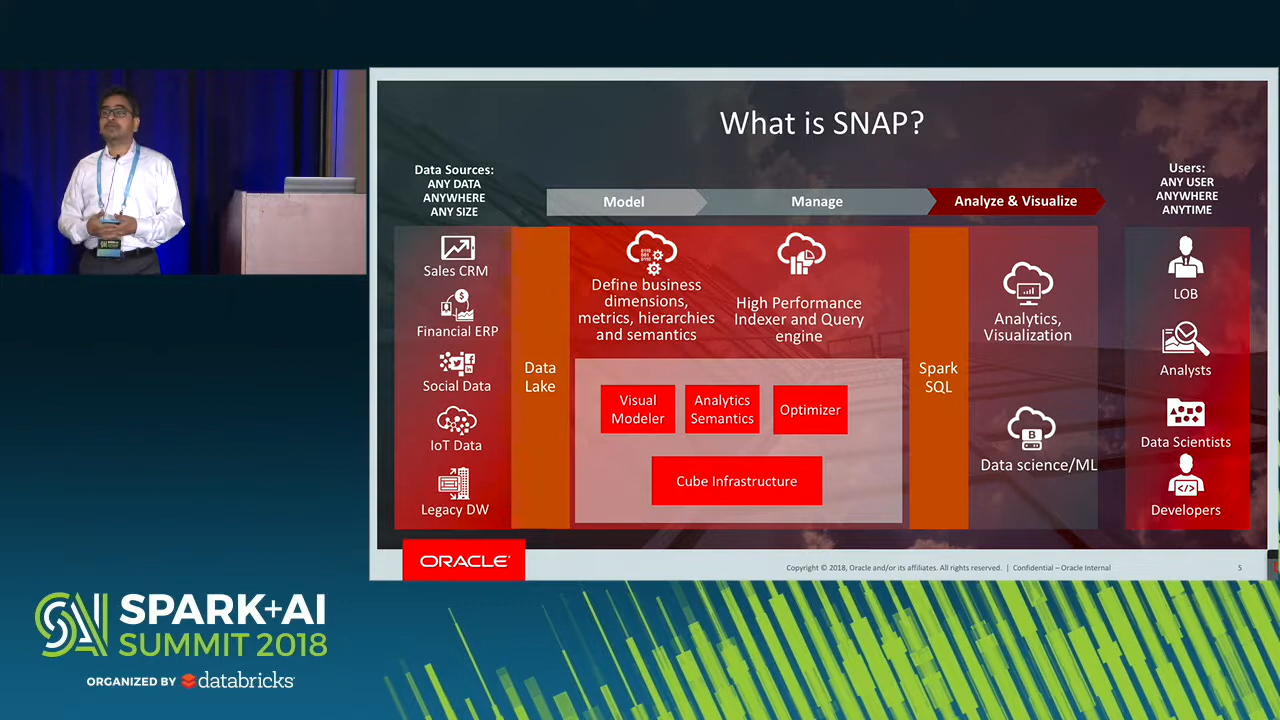 What is SNAP?
Data Sources:
ANY DATA
ANYWHERE
ANY SIZE
Model
Manage
Analyze & Visualize
Users:
ANY USER
ANYWHERE
ANYTIME
Sales CRM
Financial ERP
Social Data
IoT Data
Legacy DW
Data
Lake
Define business
dimensions,
metrics, hierarchies
and semantics
High Performance
Indexer and Query
engine
Visual
Modeler
Analytics
Semantics
Optimizer
Cube Infrastructure
Spark
SQL
Analytics,
Visualization
Data science/ML
LOB
Analysts
Data Scientists
Developers
ORACLE
Copyright © 2018, Oracle and/or its affiliates. All rights reserved. | Confidential – Oracle Internal
5
SAI
SPARK+AI
SUMMIT 2018
ORGANIZED BY databricks